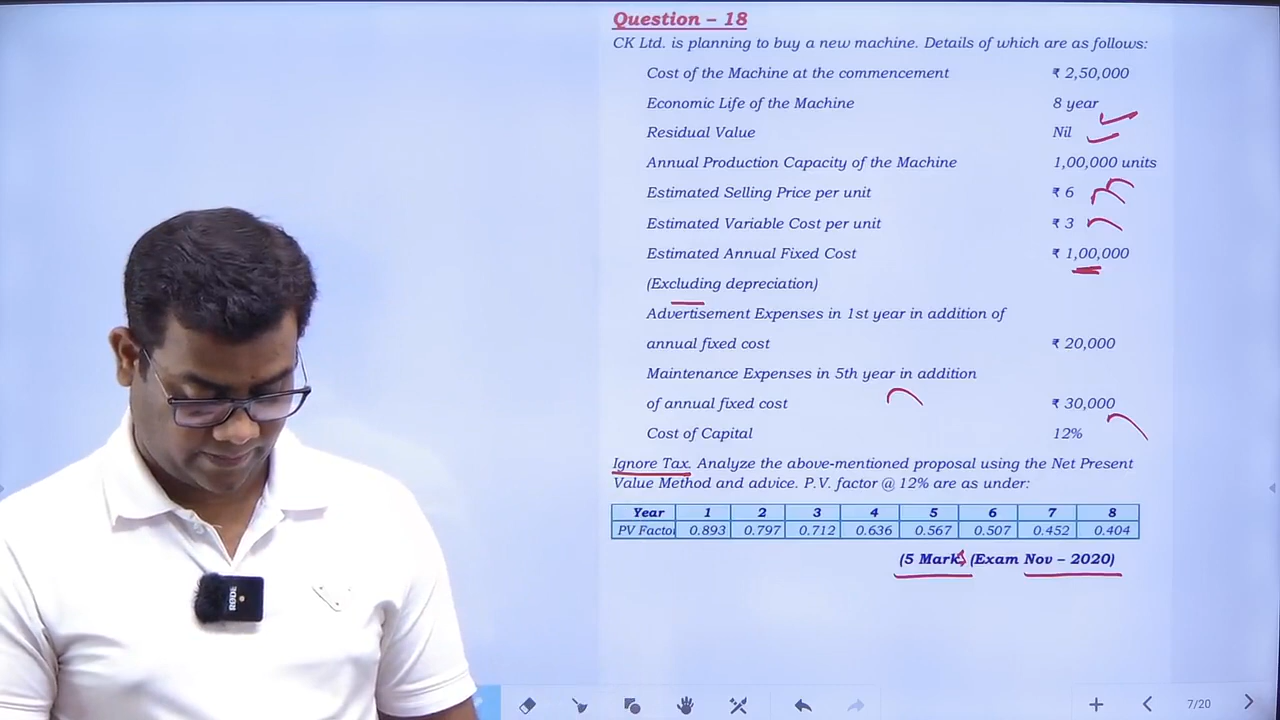 Question – 18
CK Ltd. is planning to buy a new machine. Details of which are as follows:
Cost of the Machine at the commencement ₹ 2,50,000
Economic Life of the Machine 8 year
Residual Value Nil
Annual Production Capacity of the Machine 1,00,000 units
Estimated Selling Price per unit ₹ 6
Estimated Variable Cost per unit ₹ 3
Estimated Annual Fixed Cost ₹ 1,00,000
(Excluding depreciation)
Advertisement Expenses in 1st year in addition of
annual fixed cost ₹ 20,000
Maintenance Expenses in 5th year in addition
of annual fixed cost ₹ 30,000
Cost of Capital 12%
Ignore Tax. Analyze the above-mentioned proposal using the Net Present
Value Method and advice. P.V. factor @ 12% are as under:
Year 1 2 3 4 5 6 7 8
PV Factor 0.893 0.797 0.712 0.636 0.567 0.507 0.452 0.404
(5 Marks) (Exam Nov – 2020)
RØDE
7/20